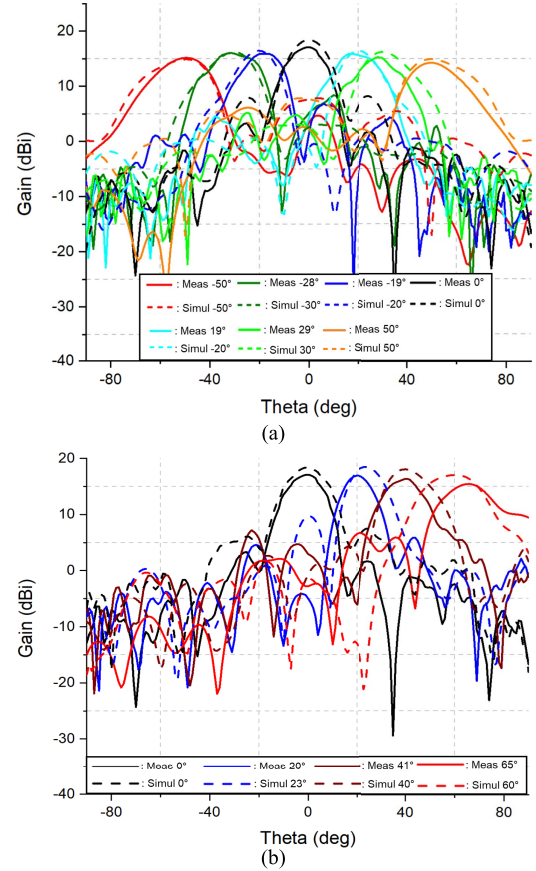 20
10
0
-10
-20
-30
-40
Gain (dBi)
: Meas -50° : Meas -28° : Meas -19° : Meas 0°
: Simul -50° : Simul -30° : Simul -20° : Simul 0°
: Meas 19° : Meas 29° : Meas 50°
: Simul -20° : Simul 30° : Simul 50°
-80 -40 0 40 80
Theta (deg)
(a)
20
10
0
-10
-20
-30
-40
Gain (dBi)
: Meas 0° : Meas 20° : Meas 41° : Meas 65°
: Simul 0° : Simul 23° : Simul 40° : Simul 60°
-80 -40 0 40 80
Theta (deg)
(b)